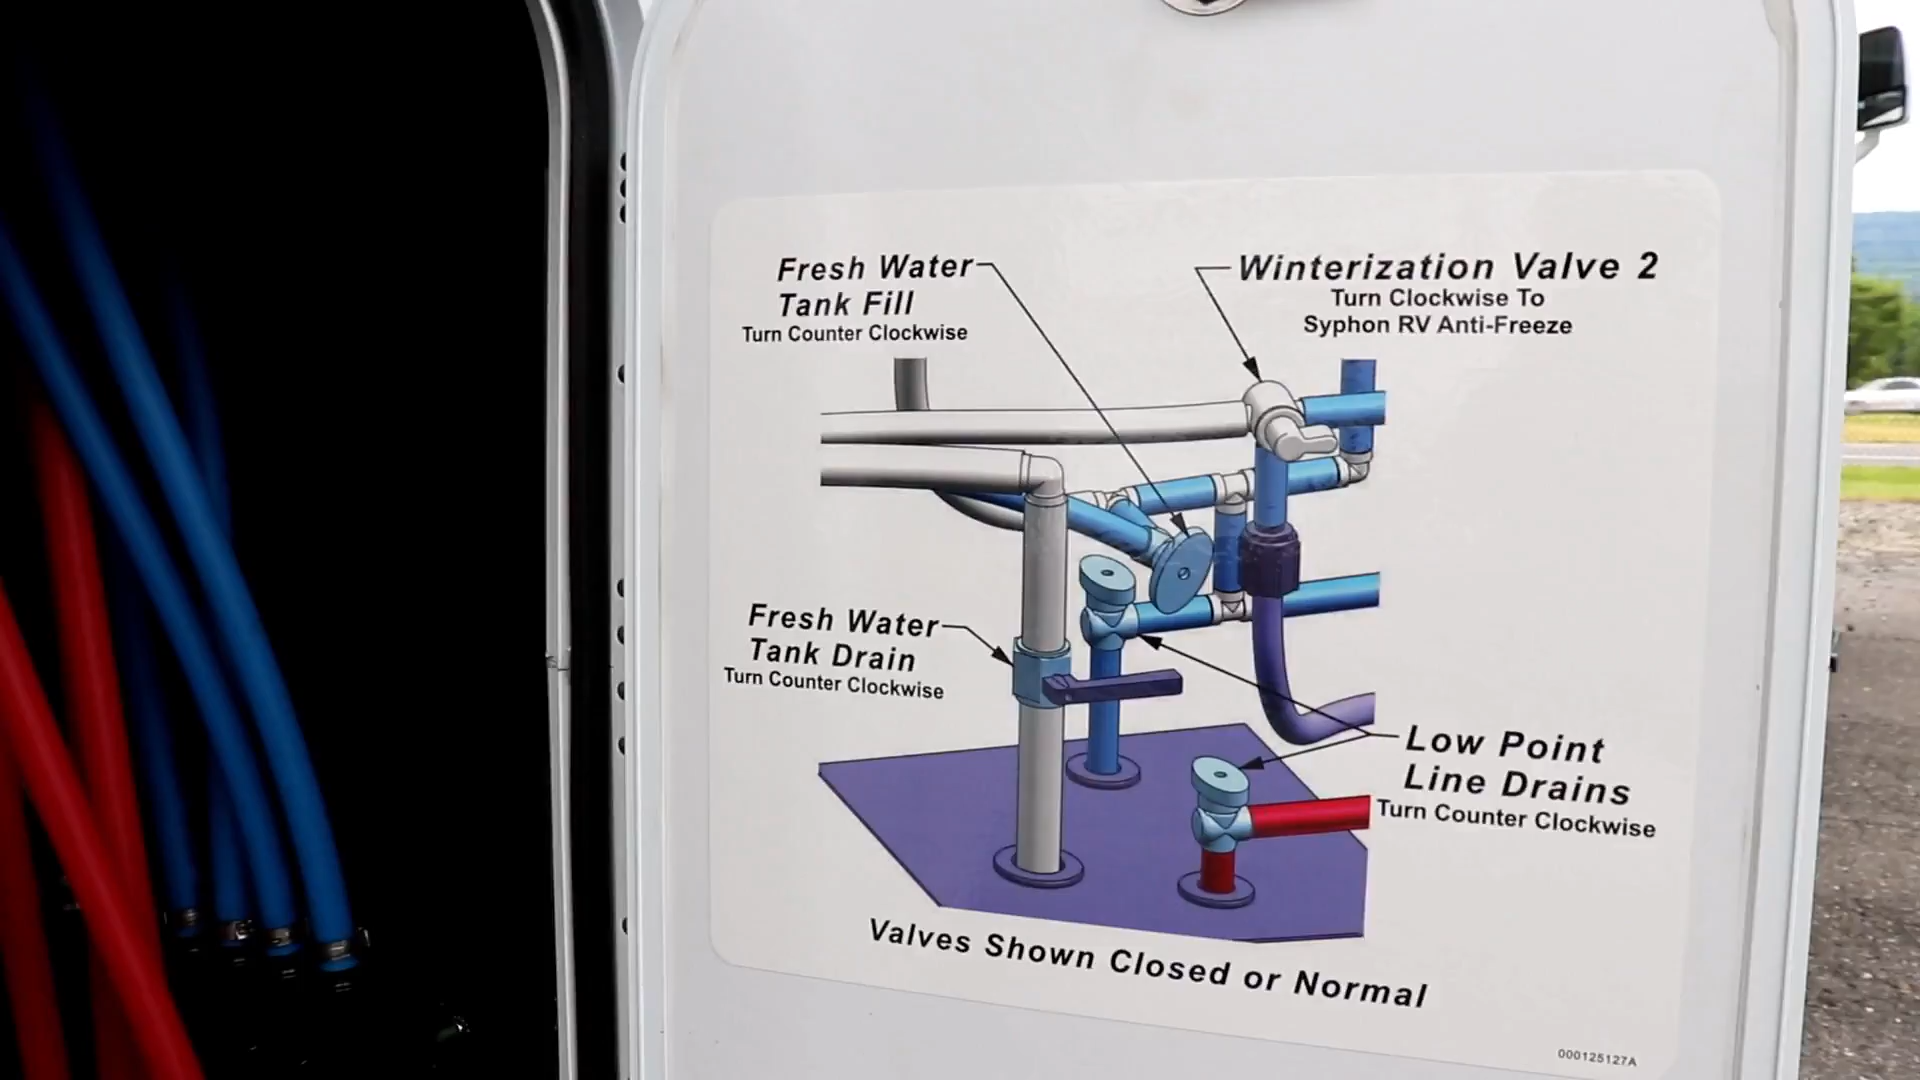 Fresh Water
Tank Fill
Turn Counter Clockwise
Winterization Valve 2
Turn Clockwise To
Syphon RV Anti-Freeze
Fresh Water
Tank Drain
Turn Counter Clockwise
Low Point
Line Drains
Turn Counter Clockwise
Valves Shown Closed or Normal
000125127A